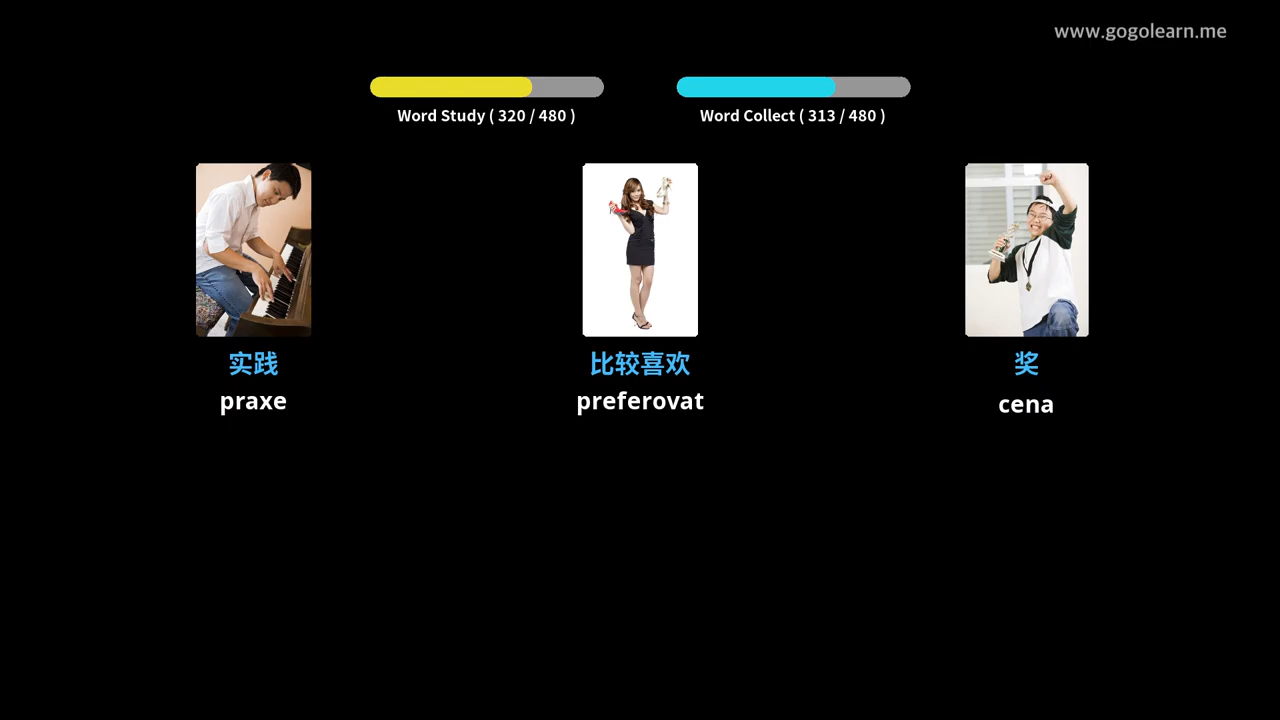 www.gogolearn.me
Word Study ( 320 / 480 )
Word Collect ( 313 / 480 )
实践
praxe
比较喜欢
preferovat
奖
cena